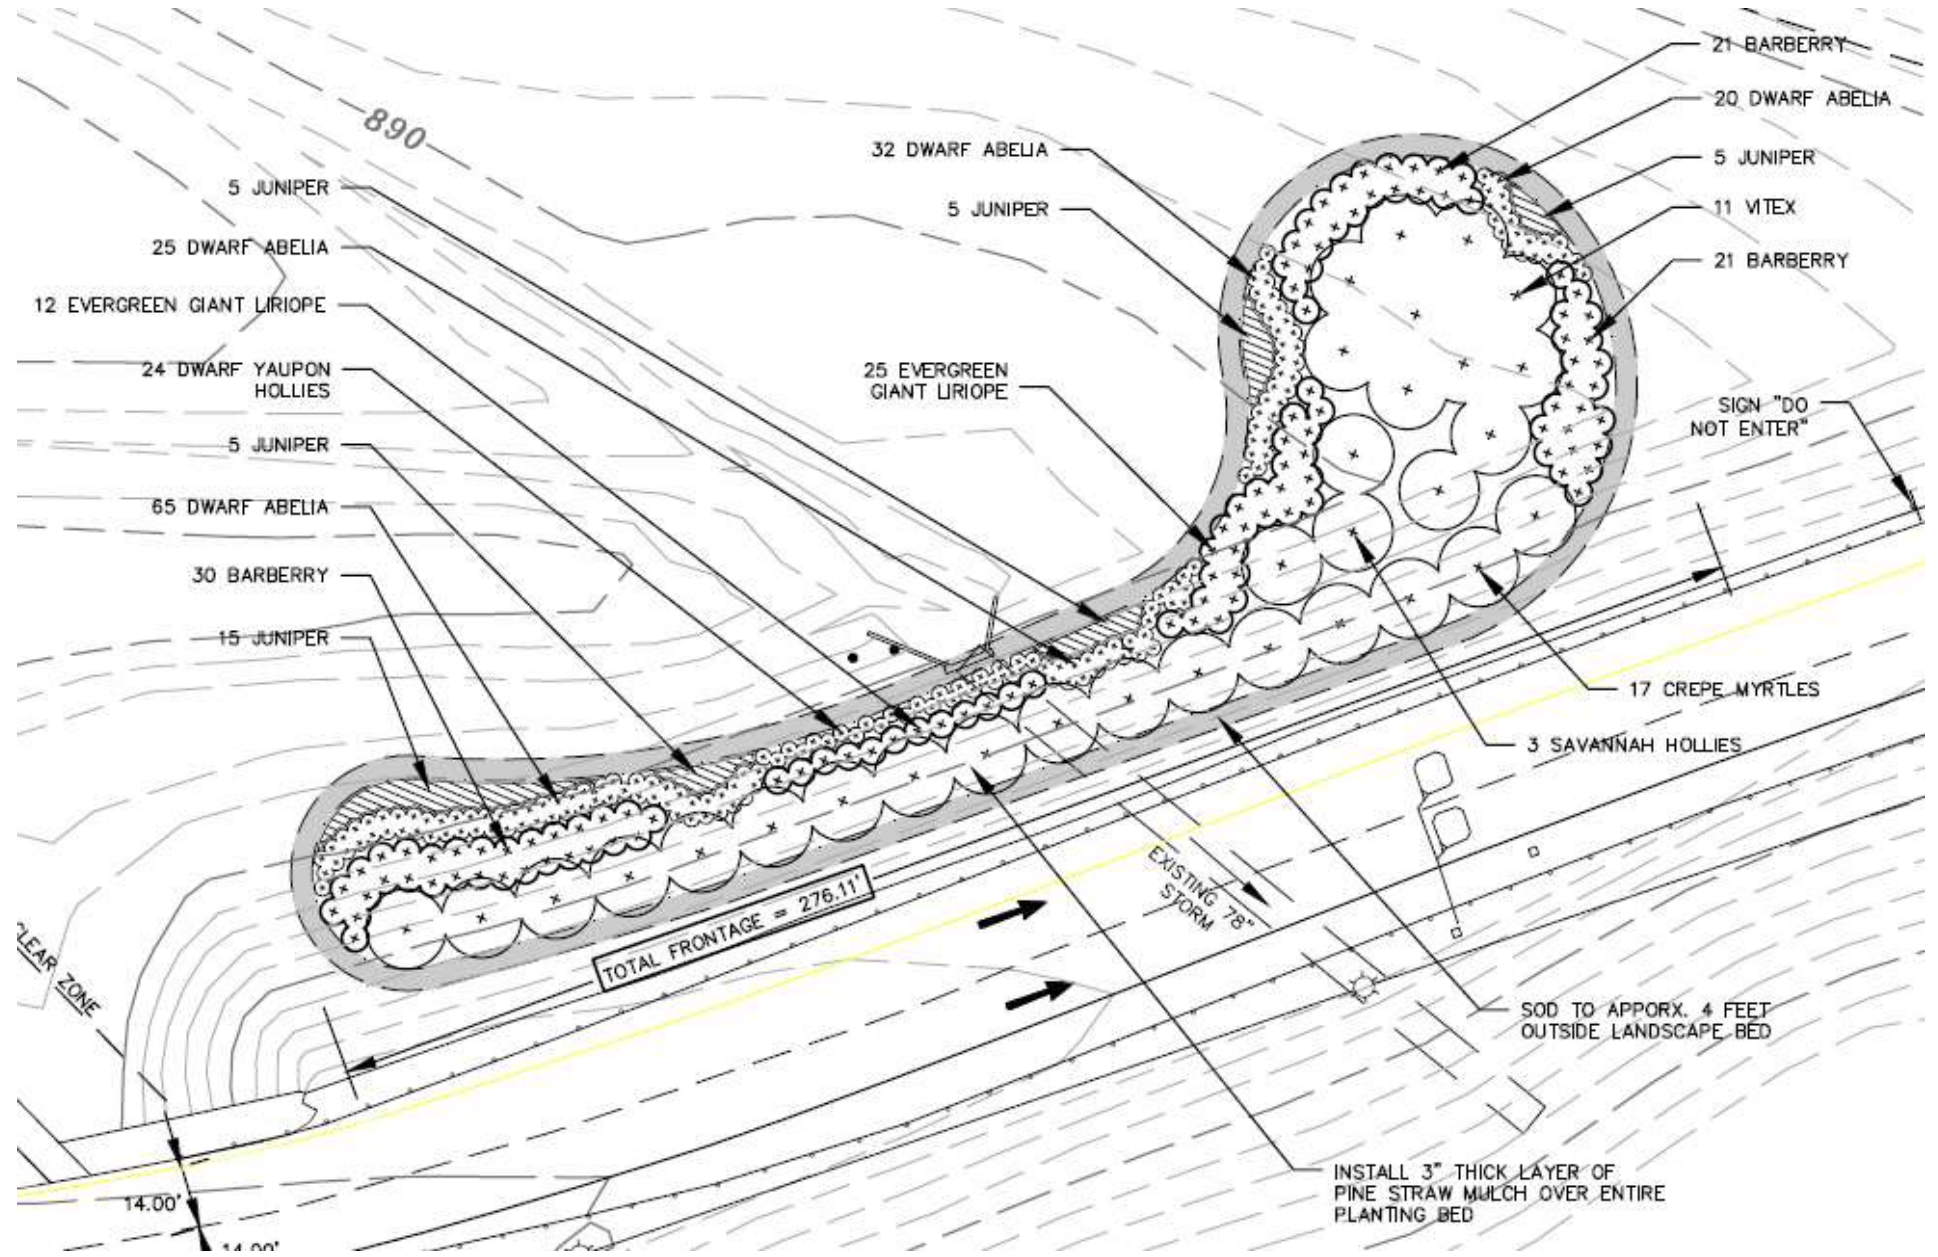 890
5 JUNIPER
25 DWARF ABELIA
12 EVERGREEN GIANT LIRIOPE
24 DWARF YAUPON
HOLLIES
5 JUNIPER
65 DWARF ABELIA
30 BARBERRY
15 JUNIPER
32 DWARF ABELIA
5 JUNIPER
25 EVERGREEN
GIANT LIRIOPE
21 BARBERRY
20 DWARF ABELIA
5 JUNIPER
11 VITEX
21 BARBERRY
SIGN "DO
NOT ENTER"
17 CREPE MYRTLES
3 SAVANNAH HOLLIES
EXISTING 78"
STORM
TOTAL FRONTAGE = 276.11'
SOD TO APPORX. 4 FEET
OUTSIDE LANDSCAPE BED
INSTALL 3" THICK LAYER OF
PINE STRAW MULCH OVER ENTIRE
PLANTING BED
CLEAR ZONE
14.00'
14.00'